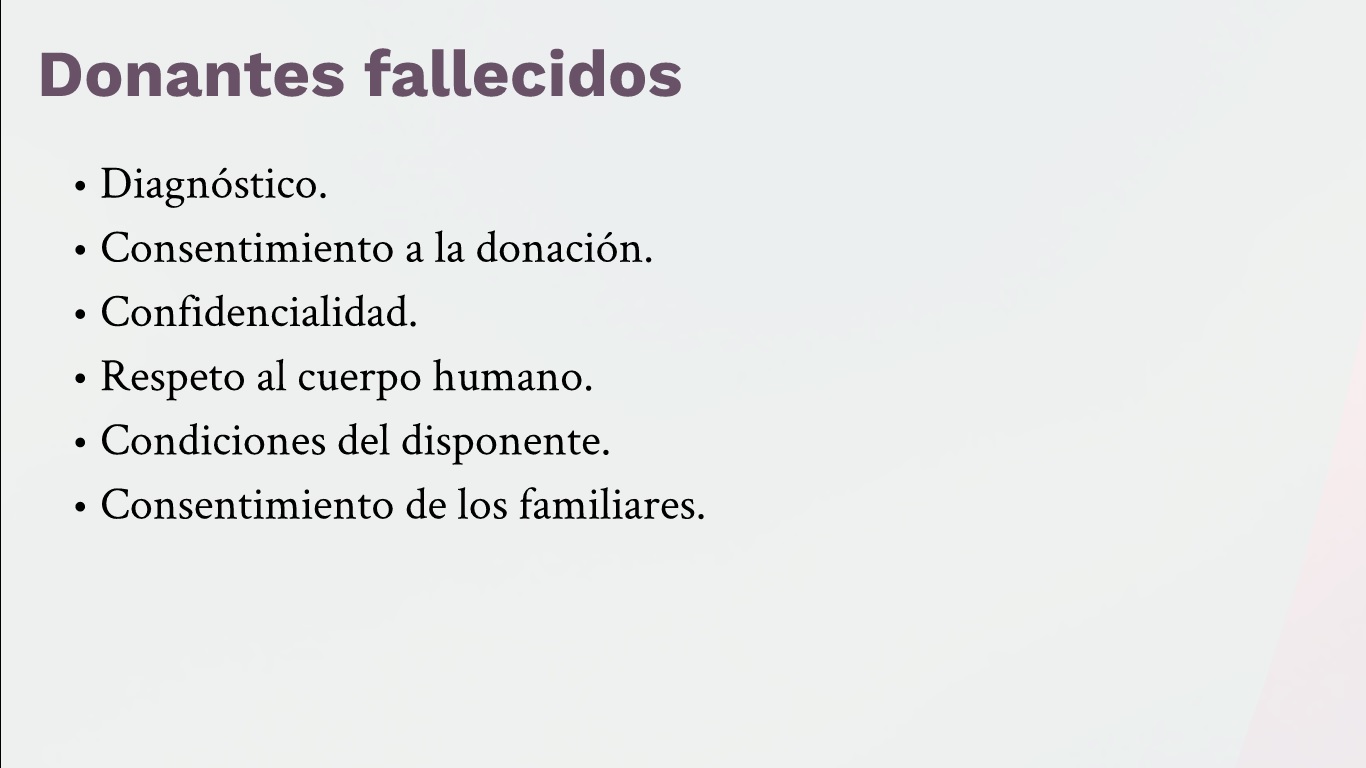 Donantes fallecidos
• Diagnóstico.
• Consentimiento a la donación.
• Confidencialidad.
• Respeto al cuerpo humano.
• Condiciones del disponente.
• Consentimiento de los familiares.